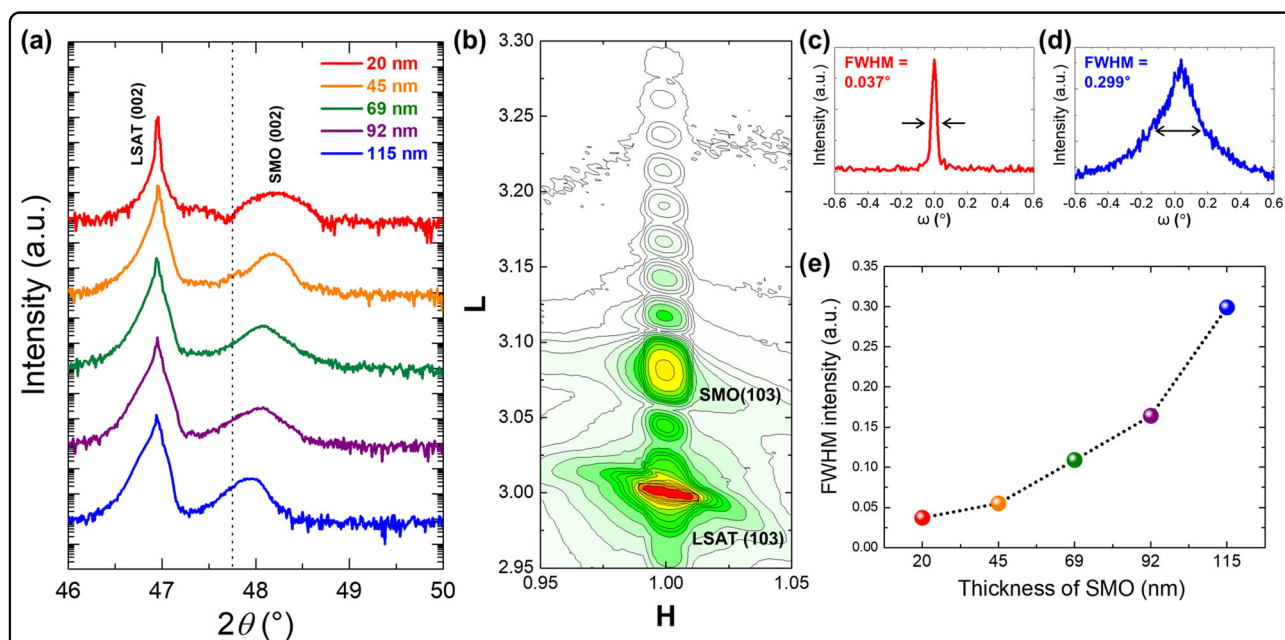 (a)
20 nm
45 nm
69 nm
92 nm
115 nm
LSAT (002)
SMO (002)
Intensity (a.u.)
46 47 48 49 50
2θ (°)
(b)
3.30
3.25
3.20
3.15
3.10
3.05
3.00
2.95
L
SMO(103)
LSAT (103)
0.95 1.00 1.05
H
(c)
FWHM =
0.037°
Intensity (a.u.)
-0.6 -0.4 -0.2 0.0 0.2 0.4 0.6
ω (°)
(d)
FWHM =
0.299°
Intensity (a.u.)
-0.6 -0.4 -0.2 0.0 0.2 0.4 0.6
ω (°)
(e)
0.35
0.30
0.25
0.20
0.15
0.10
0.05
0.00
FWHM intensity (a.u.)
20 45 69 92 115
Thickness of SMO (nm)